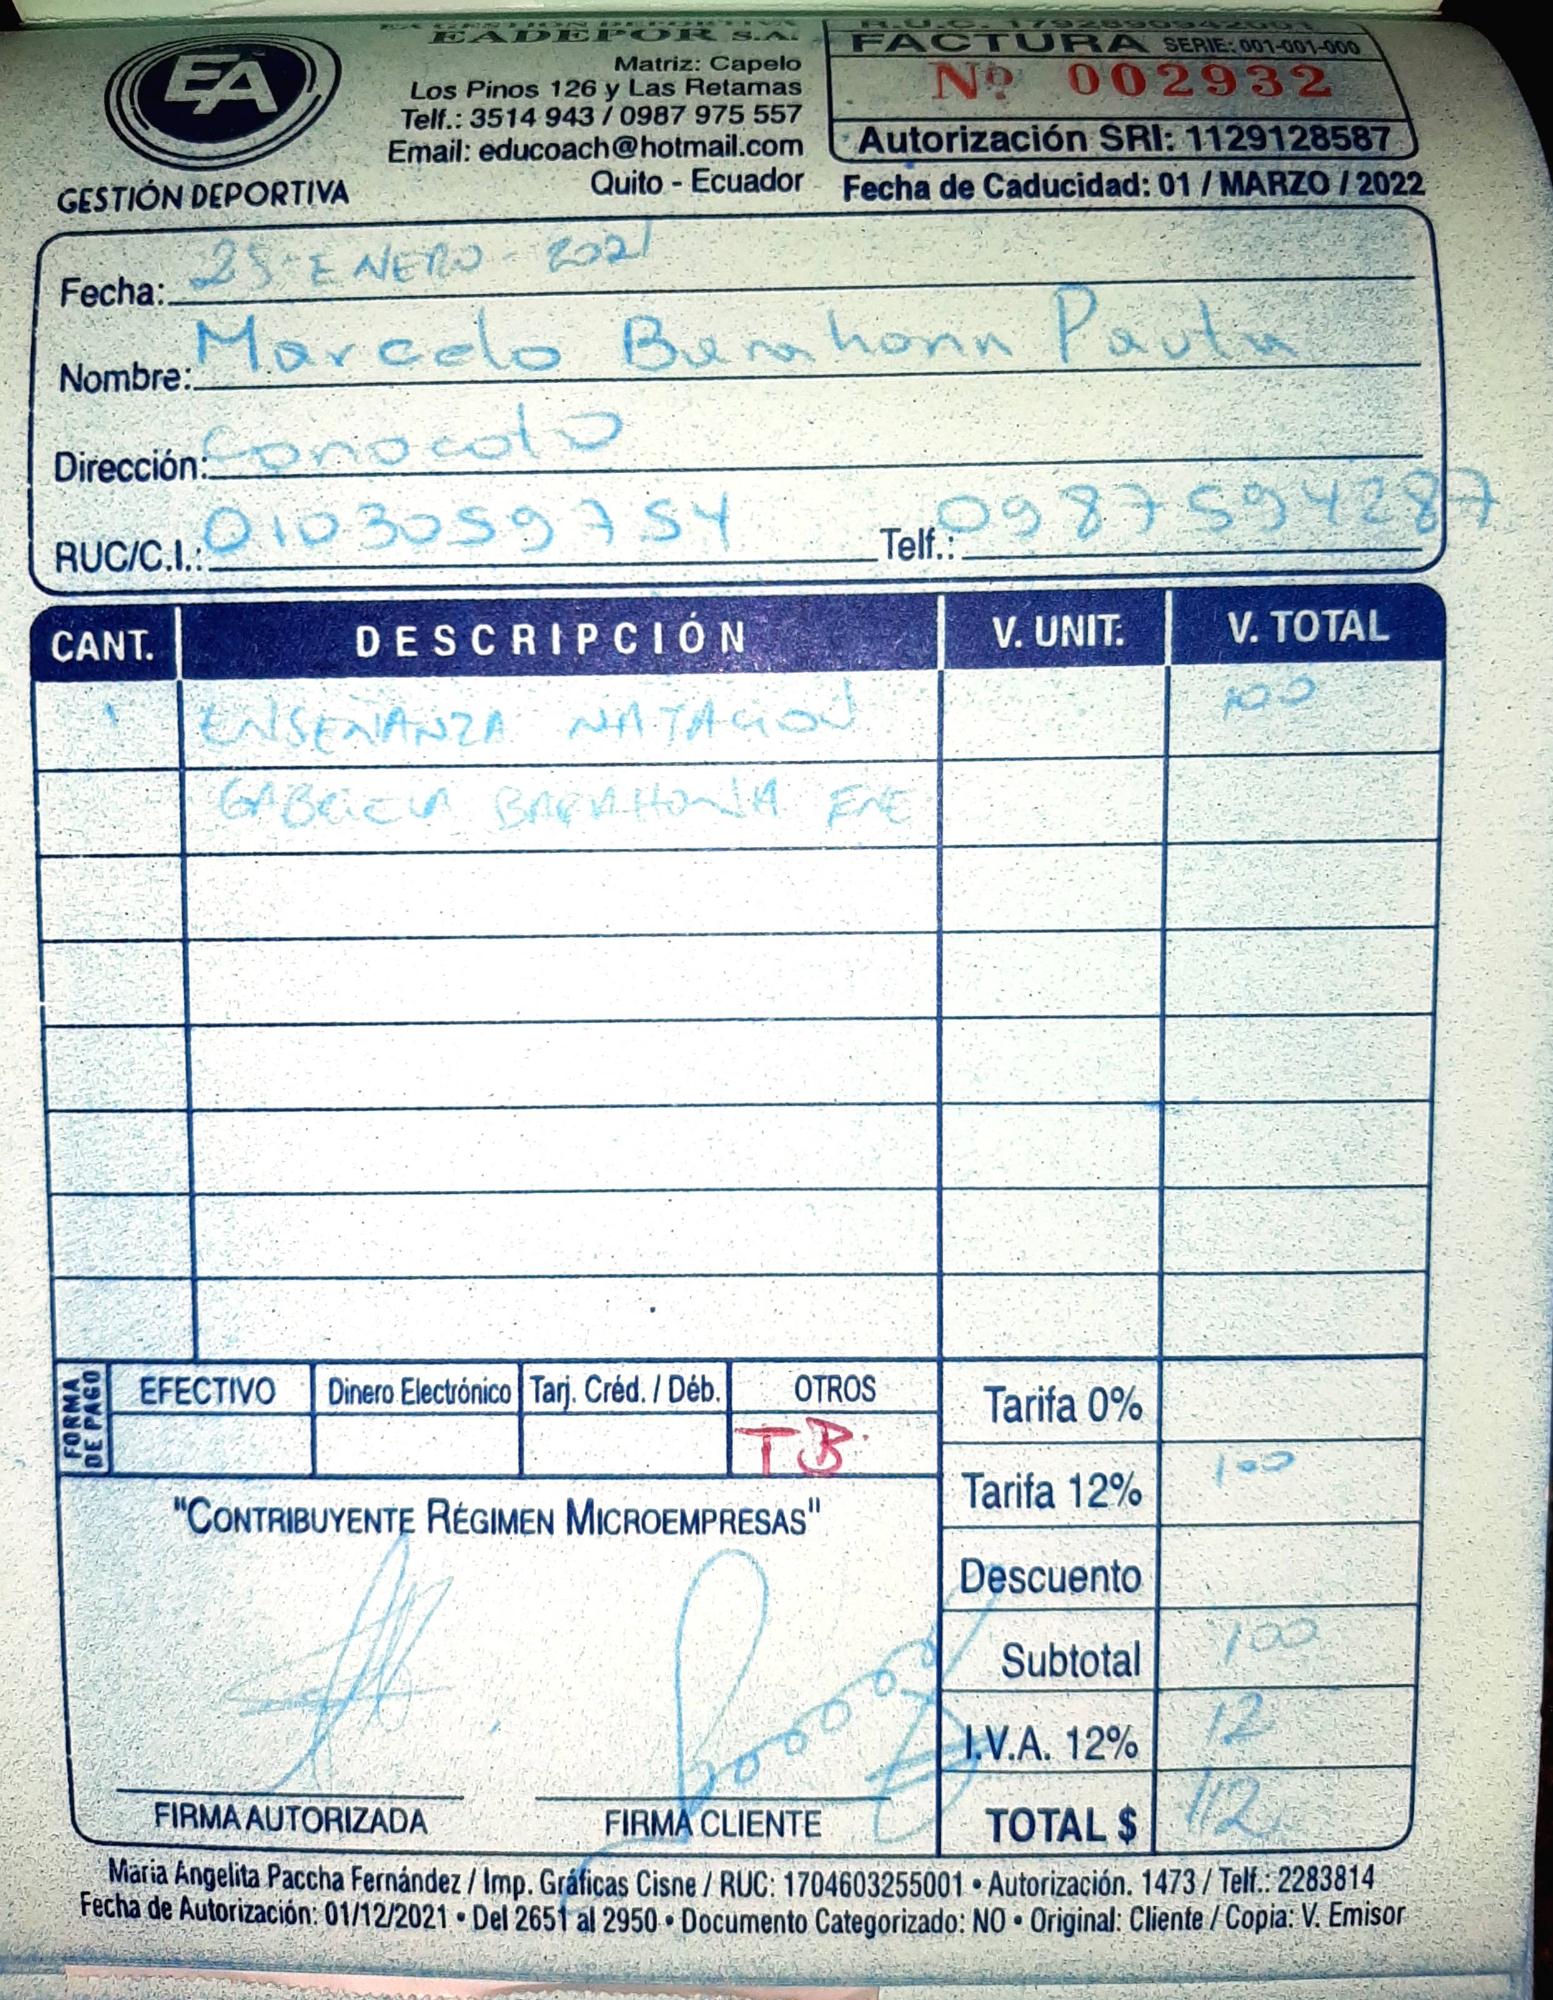 EA GESTIÓN DEPORTIVA
EADEPOR S.A.
Matriz: Capelo
Los Pinos 126 y Las Retamas
Telf.: 3514 943 / 0987 975 557
Email: educoach@hotmail.com
Quito - Ecuador
EA
GESTIÓN DEPORTIVA
R.U.C. 1792890942001
FACTURA SERIE: 001-001-000
Nº 002932
Autorización SRI: 1129128587
Fecha de Caducidad: 01 / MARZO / 2022
Fecha: 25-ENERO-2021
Nombre: Marcelo Barahona Pauta
Dirección: Conocoto
RUC/C.I.: 0103059754 Telf.: 0987594287
CANT. DESCRIPCIÓN V. UNIT. V. TOTAL
1 ENSEÑANZA NATACION 100
GABRIELA BARAHONA ENE
FORMA DE PAGO
EFECTIVO Dinero Electrónico Tarj. Créd. / Déb. OTROS
TB.
Tarifa 0%
Tarifa 12% 100
Descuento
Subtotal 100
I.V.A. 12% 12
TOTAL $ 112
"CONTRIBUYENTE RÉGIMEN MICROEMPRESAS"
FIRMA AUTORIZADA FIRMA CLIENTE
Maria Angelita Paccha Fernández / Imp. Gráficas Cisne / RUC: 1704603255001 • Autorización. 1473 / Telf.: 2283814
Fecha de Autorización: 01/12/2021 • Del 2651 al 2950 • Documento Categorizado: NO • Original: Cliente / Copia: V. Emisor